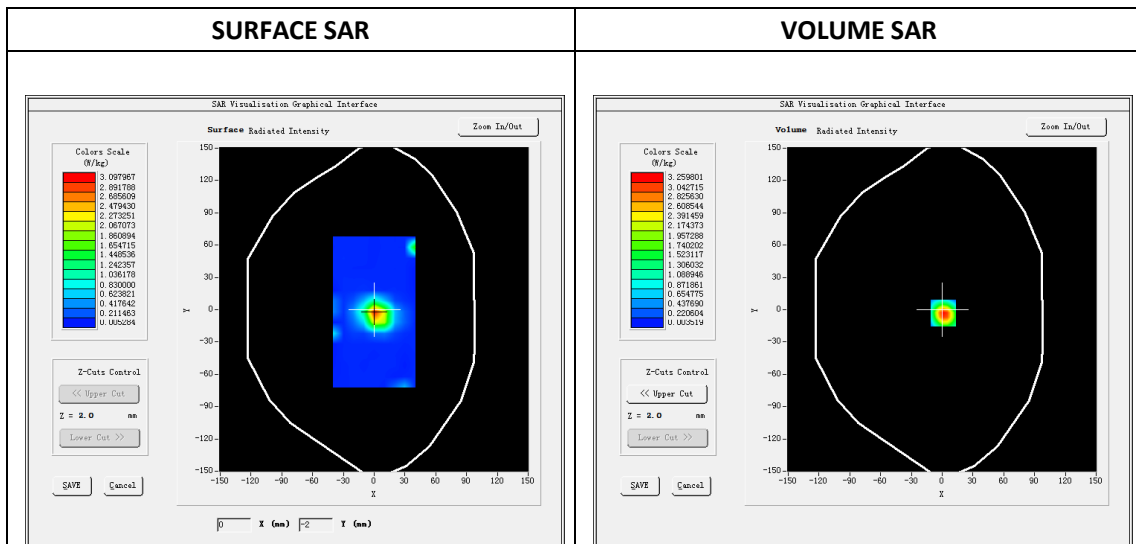 SURFACE SAR
VOLUME SAR
SAR Visualisation Graphical Interface
Surface Radiated Intensity
Zoom In/Out
Colors Scale
(W/kg)
3.097967
2.891788
2.685609
2.479430
2.273251
2.067073
1.860894
1.654715
1.448536
1.242357
1.036178
0.830000
0.623821
0.417642
0.211463
0.005284
150
120
90
60
30
0
-30
-60
-90
-120
-150
Y
-150 -120 -90 -60 -30 0 30 60 90 120 150
X
Z-Cuts Control
<< Upper Cut
Z = 2.0 mm
Lower Cut >>
SAVE Cancel
0 X (mm) -2 Y (mm)
SAR Visualisation Graphical Interface
Volume Radiated Intensity
Zoom In/Out
Colors Scale
(W/kg)
3.259801
3.042715
2.825630
2.608544
2.391459
2.174373
1.957288
1.740202
1.523117
1.306032
1.088946
0.871861
0.654775
0.437690
0.220604
0.003519
150
120
90
60
30
0
-30
-60
-90
-120
-150
Y
-150 -120 -90 -60 -30 0 30 60 90 120 150
X
Z-Cuts Control
<< Upper Cut
Z = 2.0 mm
Lower Cut >>
SAVE Cancel